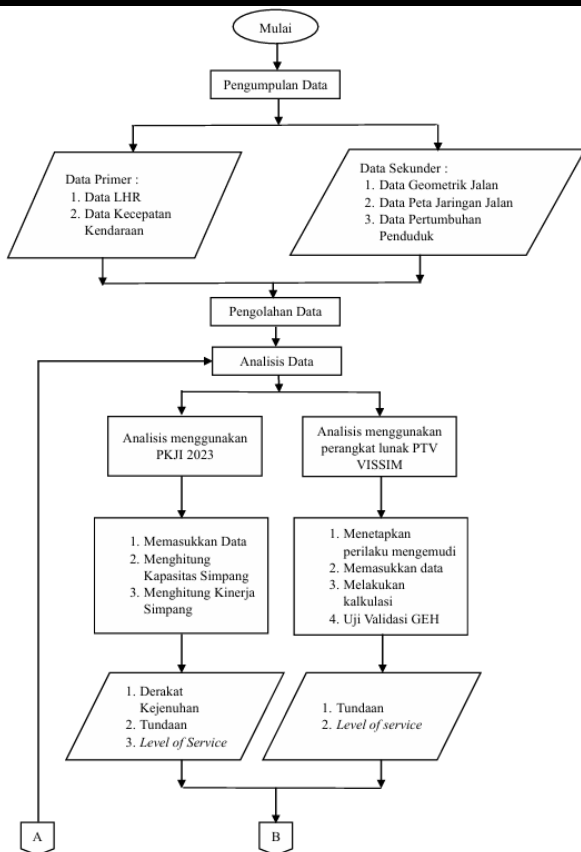 Mulai
Pengumpulan Data
Data Primer :
1. Data LHR
2. Data Kecepatan
Kendaraan
Data Sekunder :
1. Data Geometrik Jalan
2. Data Peta Jaringan Jalan
3. Data Pertumbuhan
Penduduk
Pengolahan Data
Analisis Data
Analisis menggunakan
PKJI 2023
Analisis menggunakan
perangkat lunak PTV
VISSIM
1. Memasukkan Data
2. Menghitung
Kapasitas Simpang
3. Menghitung Kinerja
Simpang
1. Menetapkan
perilaku mengemudi
2. Memasukkan data
3. Melakukan
kalkulasi
4. Uji Validasi GEH
1. Derakat
Kejenuhan
2. Tundaan
3. Level of Service
1. Tundaan
2. Level of service
A
B